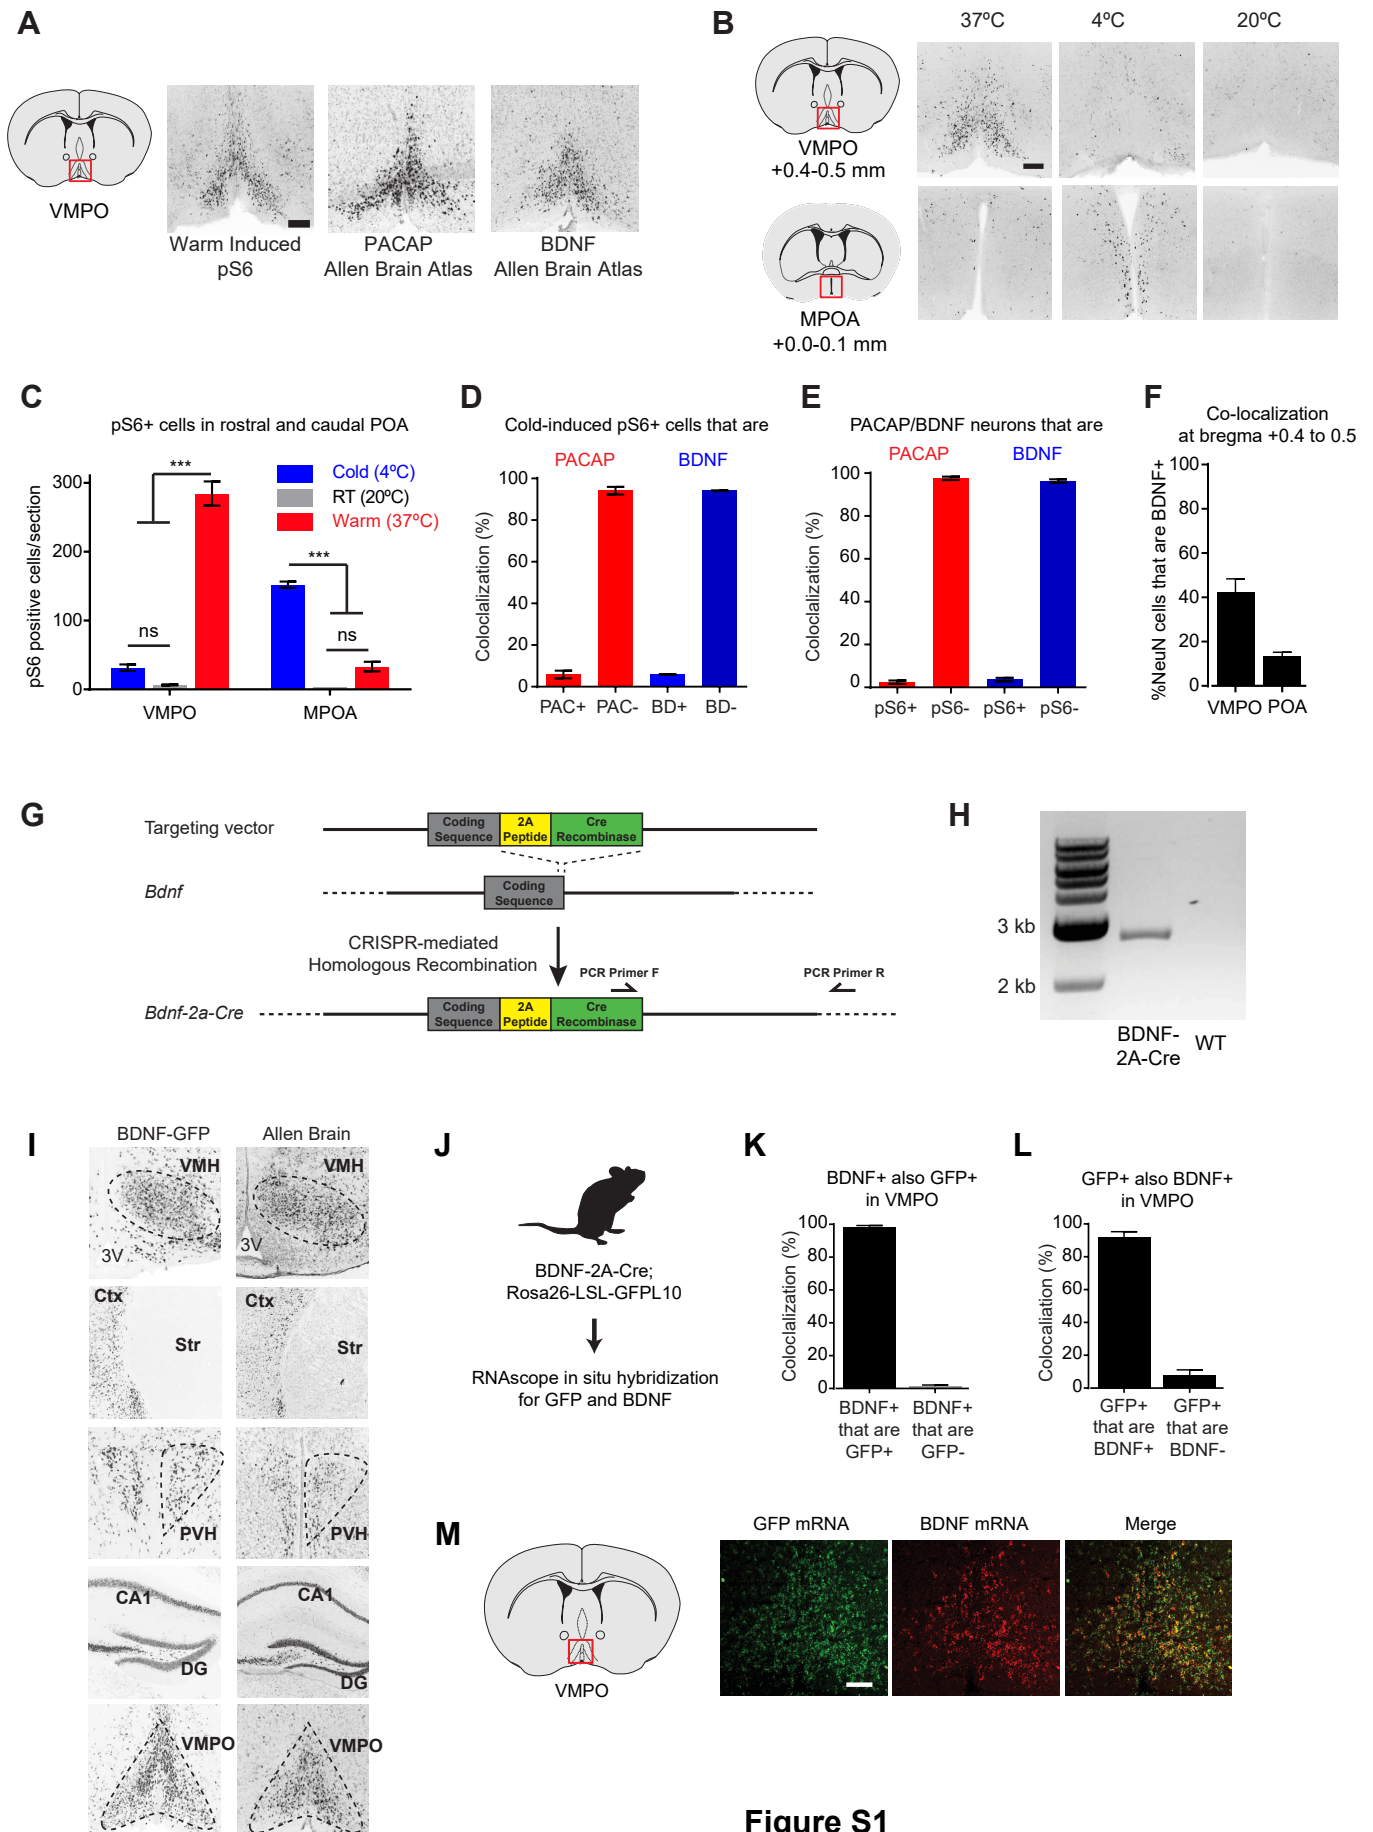 A
VMPO
Warm Induced
pS6
PACAP
Allen Brain Atlas
BDNF
Allen Brain Atlas
B
37ºC
4ºC
20ºC
VMPO
+0.4-0.5 mm
MPOA
+0.0-0.1 mm
C
pS6+ cells in rostral and caudal POA
pS6 positive cells/section
300
200
100
0
***
ns
***
ns
Cold (4ºC)
RT (20ºC)
Warm (37ºC)
VMPO
MPOA
D
Cold-induced pS6+ cells that are
PACAP
BDNF
Coloclalization (%)
100
80
60
40
20
0
PAC+
PAC-
BD+
BD-
E
PACAP/BDNF neurons that are
PACAP
BDNF
Coloclalization (%)
100
80
60
40
20
0
pS6+
pS6-
pS6+
pS6-
F
Co-localization
at bregma +0.4 to 0.5
%NeuN cells that are BDNF+
100
80
60
40
20
0
VMPO
POA
G
Targeting vector
Coding
Sequence
2A
Peptide
Cre
Recombinase
Bdnf
Coding
Sequence
CRISPR-mediated
Homologous Recombination
PCR Primer F
PCR Primer R
Bdnf-2a-Cre
Coding
Sequence
2A
Peptide
Cre
Recombinase
H
3 kb
2 kb
BDNF-
2A-Cre
WT
I
BDNF-GFP
Allen Brain
VMH
3V
VMH
3V
Ctx
Str
Ctx
Str
PVH
PVH
CA1
DG
CA1
DG
VMPO
VMPO
J
BDNF-2A-Cre;
Rosa26-LSL-GFPL10
RNAscope in situ hybridization
for GFP and BDNF
K
BDNF+ also GFP+
in VMPO
Coloclalization (%)
100
80
60
40
20
0
BDNF+
that are
GFP+
BDNF+
that are
GFP-
L
GFP+ also BDNF+
in VMPO
Colocaliation (%)
100
80
60
40
20
0
GFP+
that are
BDNF+
GFP+
that are
BDNF-
M
VMPO
GFP mRNA
BDNF mRNA
Merge
Figure S1